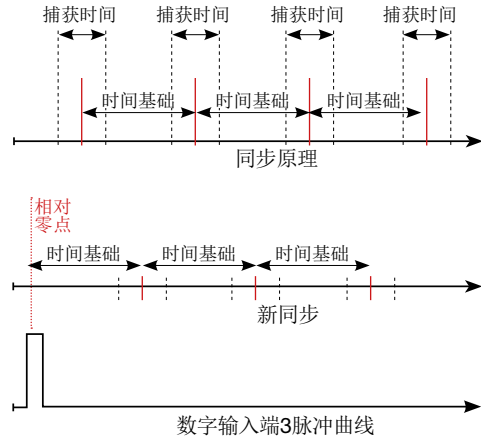 捕获时间 捕获时间 捕获时间 捕获时间
时间基础 时间基础 时间基础
同步原理
相对
零点
时间基础 时间基础 时间基础
新同步
数字输入端3脉冲曲线